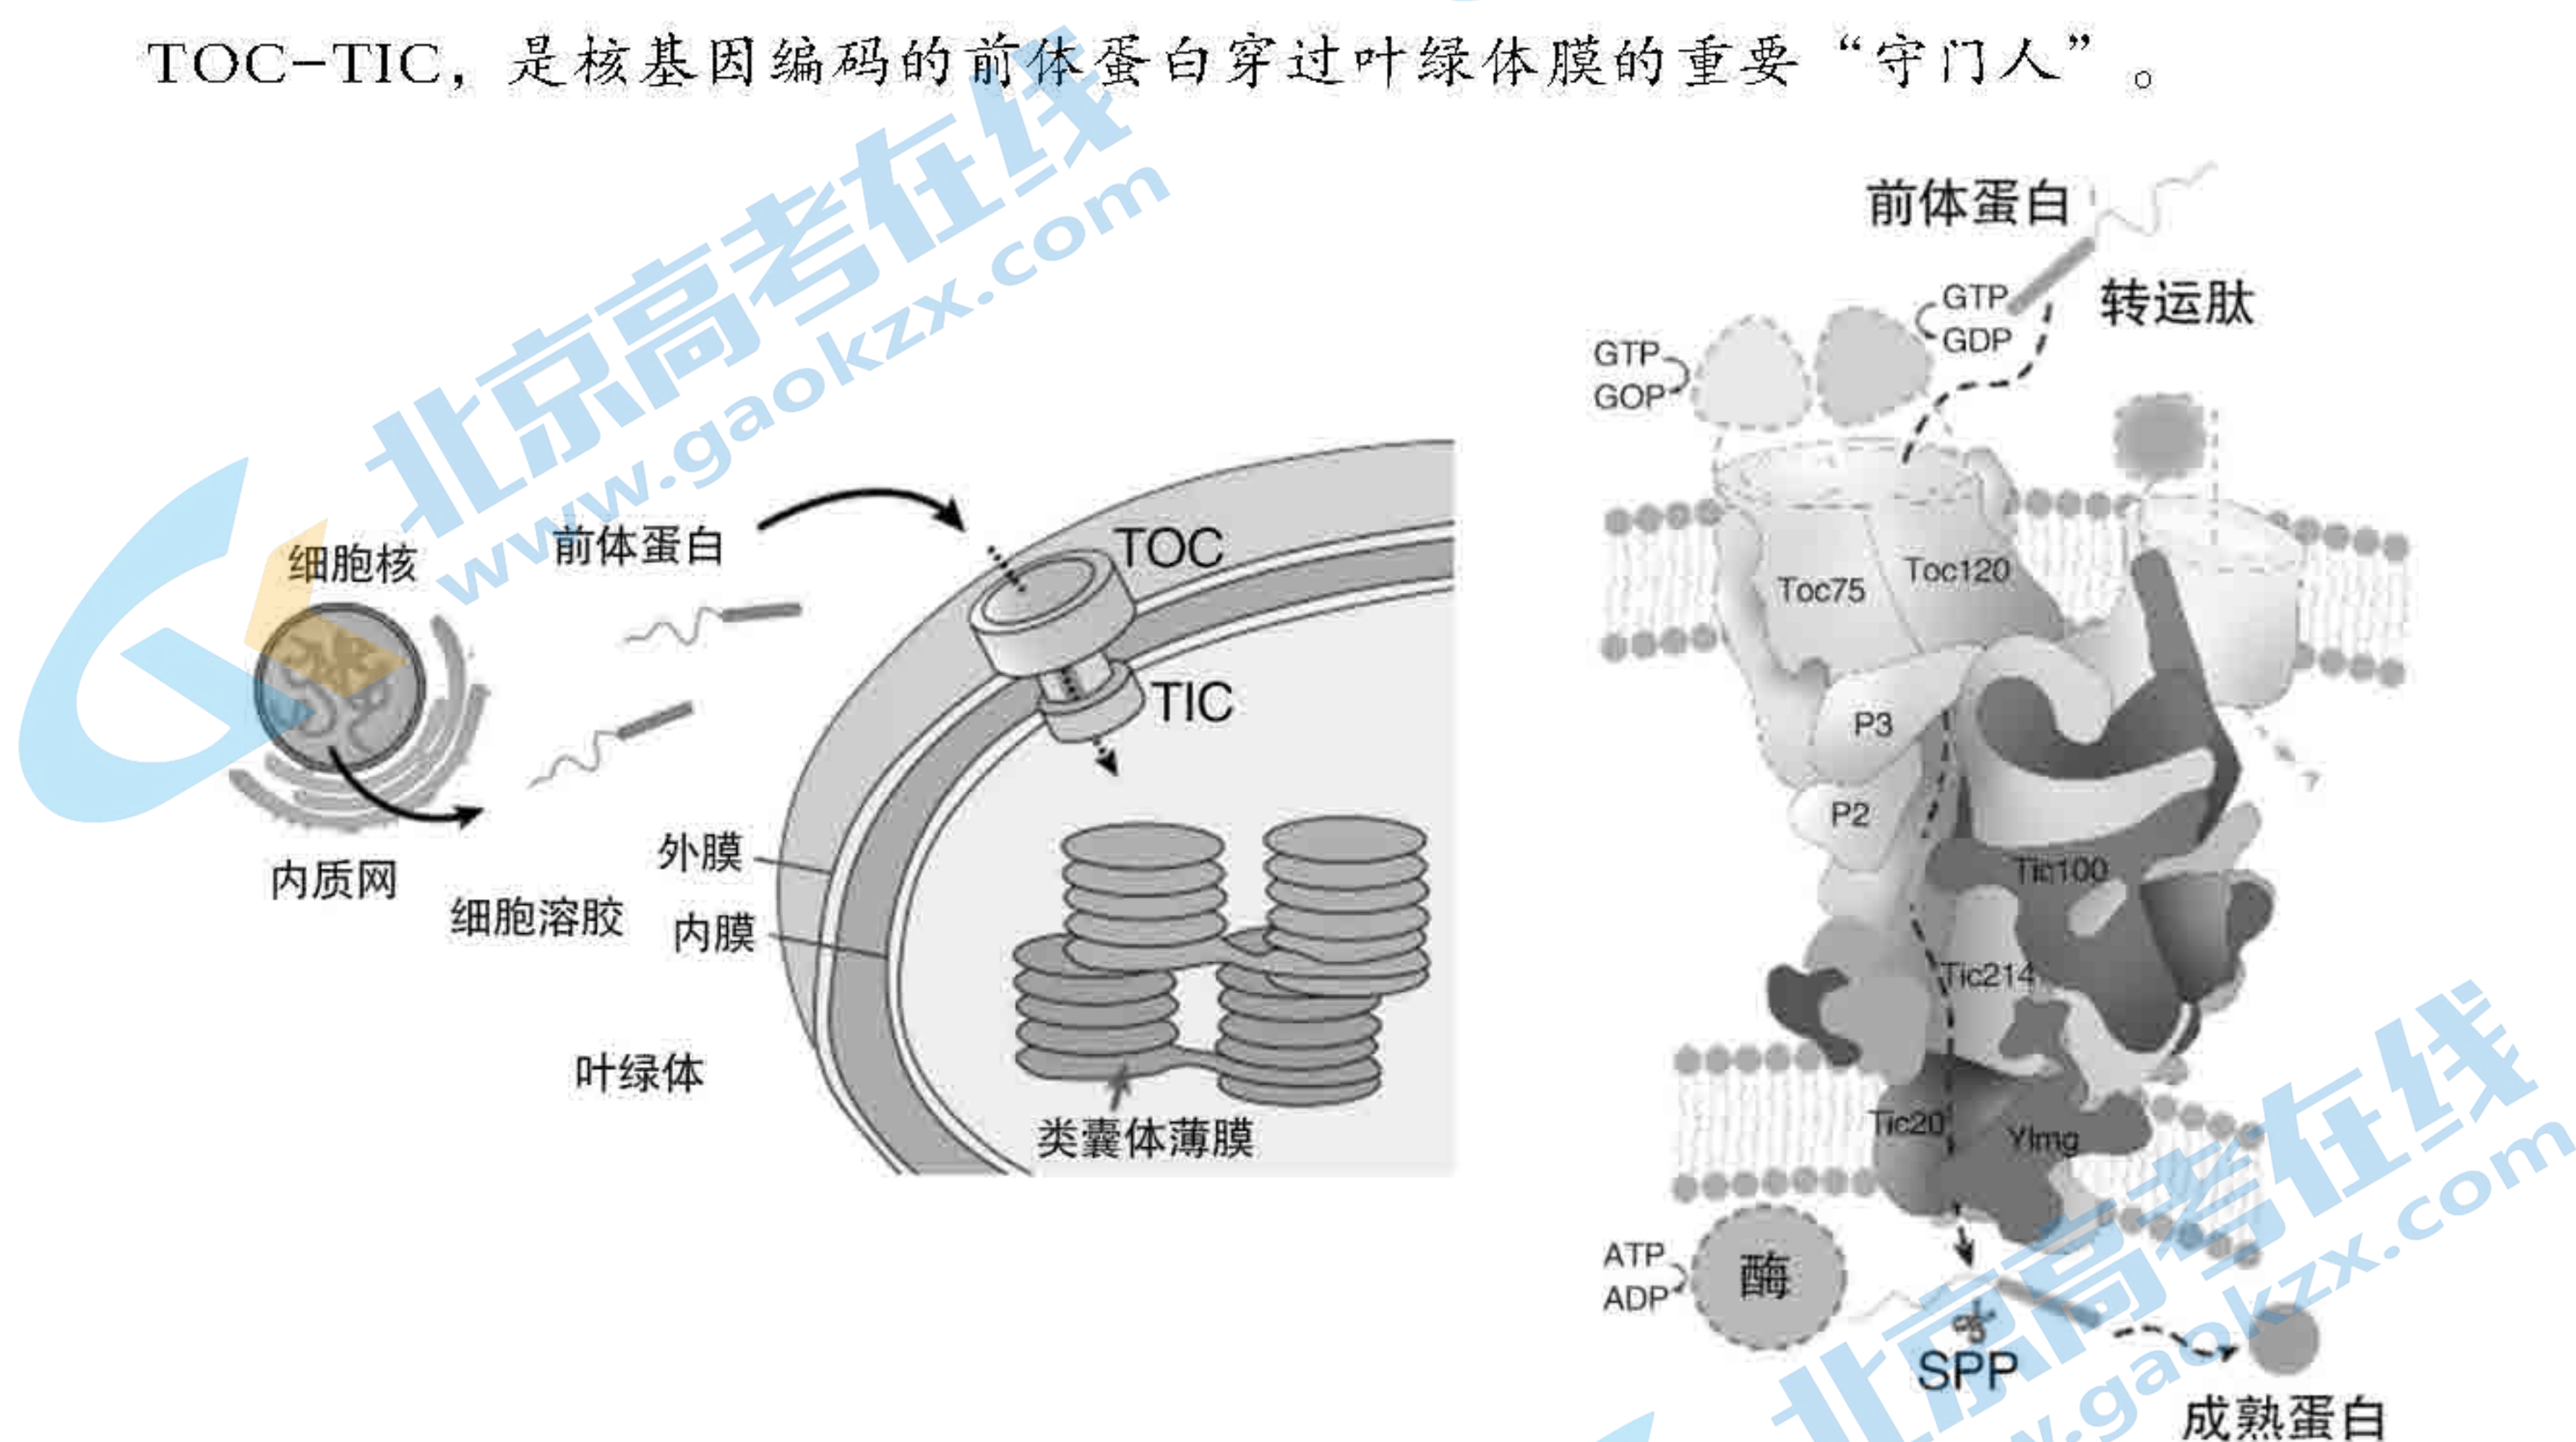 TOC-TIC，是核基因编码的前体蛋白穿过叶绿体膜的重要“守门人”。
北京高考在线
www.gaokzx.com
细胞核
前体蛋白
TOC
TIC
内质网
外膜
细胞溶胶
内膜
叶绿体
类囊体薄膜
前体蛋白
转运肽
GTP
GDP
GTP
GOP
Toc75
Toc120
P3
P2
Tic100
Tic214
Tic20
Ylmg
ATP
ADP
酶
SPP
成熟蛋白
?
北京高考在线
www.gaokzx.com